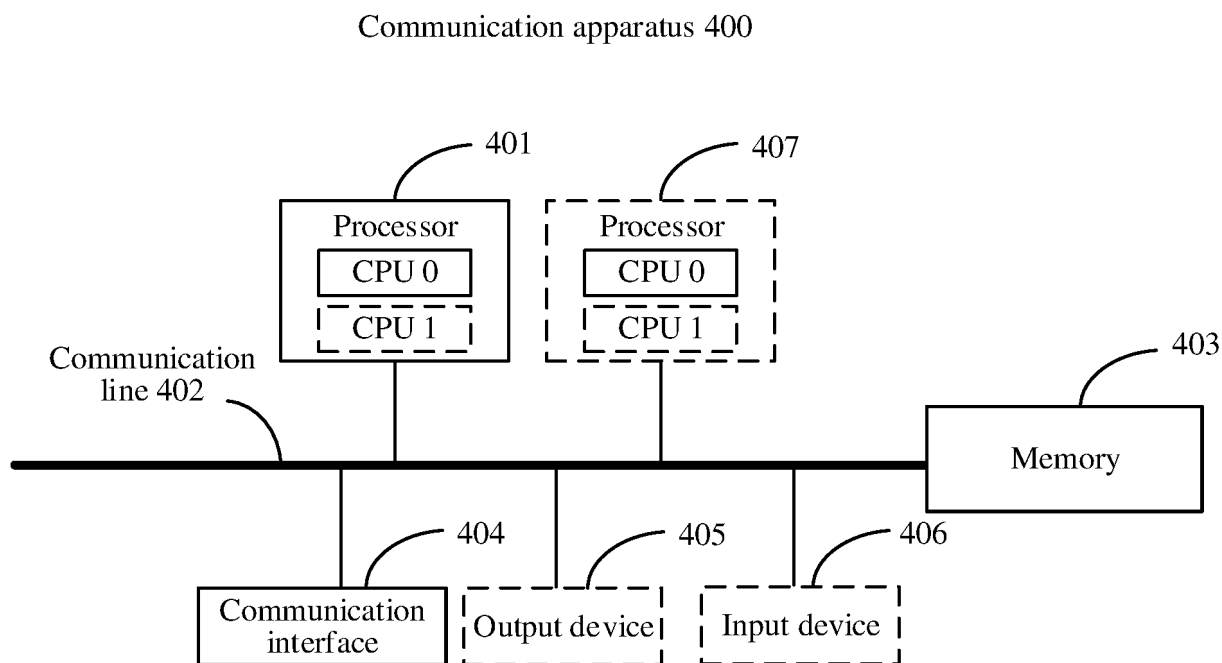 Communication apparatus 400
401
407
Processor
CPU 0
CPU 1
Processor
CPU 0
CPU 1
403
Communication
line 402
Memory
404
405
406
Communication
interface
Output device
Input device